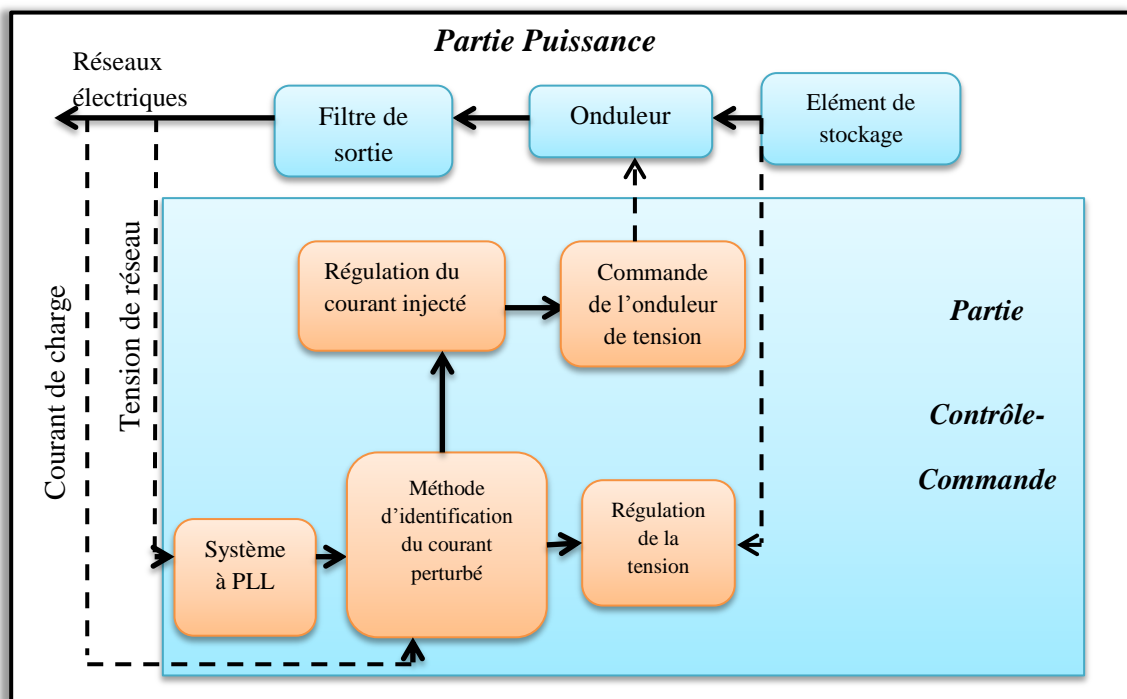 Partie Puissance
Réseaux
électriques
Filtre de
sortie
Onduleur
Elément de
stockage
Courant de charge
Tension de réseau
Régulation du
courant injecté
Commande
de l’onduleur
de tension
Partie
Contrôle-
Commande
Système
à PLL
Méthode
d’identification
du courant
perturbé
Régulation
de la
tension